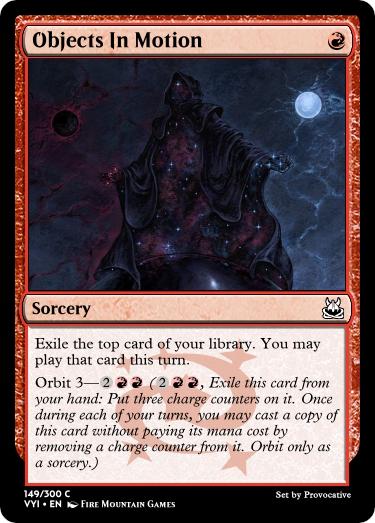 Objects In Motion
Sorcery
Exile the top card of your library. You may
play that card this turn.
Orbit 3—2RR (2RR, Exile this card from
your hand: Put three charge counters on it. Once
during each of your turns, you may cast a copy of
this card without paying its mana cost by
removing a charge counter from it. Orbit only as
a sorcery.)
149/300 C
VYI • EN Fire Mountain Games
Set by Provocative